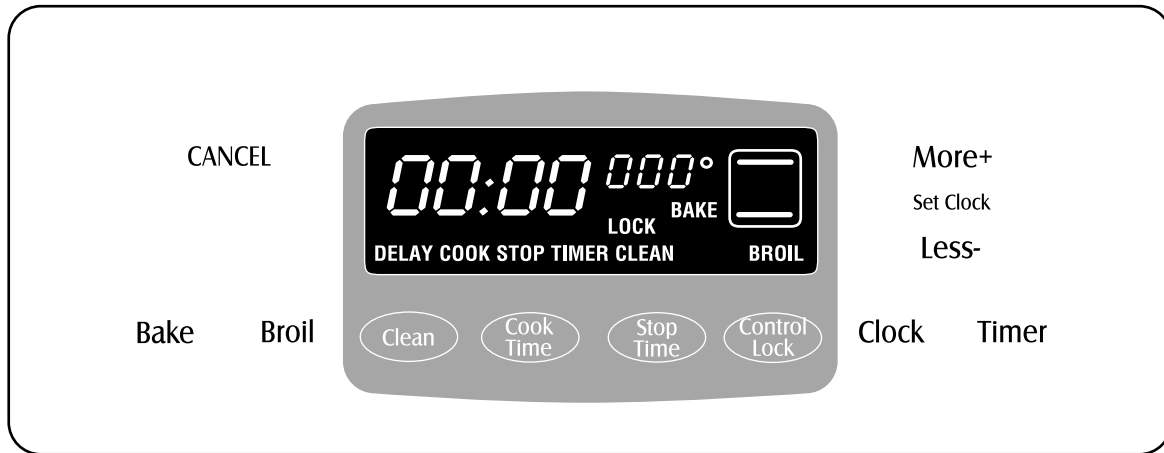 CANCEL
00:00 000°
BAKE
LOCK
DELAY COOK STOP TIMER CLEAN BROIL
More+
Set Clock
Less-
Bake Broil
Clean
Cook
Time
Stop
Time
Control
Lock
Clock Timer